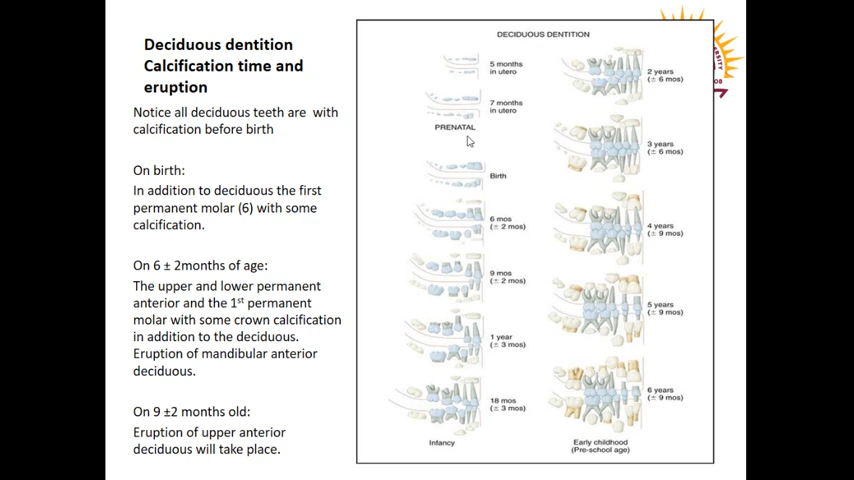 Deciduous dentition
Calcification time and
eruption
Notice all deciduous teeth are with
calcification before birth
On birth:
In addition to deciduous the first
permanent molar (6) with some
calcification.
On 6 ± 2months of age:
The upper and lower permanent
anterior and the 1st permanent
molar with some crown calcification
in addition to the deciduous.
Eruption of mandibular anterior
deciduous.
On 9 ±2 months old:
Eruption of upper anterior
deciduous will take place.
DECIDUOUS DENTITION
5 months
in utero
7 months
in utero
PRENATAL
Birth
6 mos
(± 2 mos)
9 mos
(± 2 mos)
1 year
(± 3 mos)
18 mos
(± 3 mos)
Infancy
2 years
(± 6 mos)
3 years
(± 6 mos)
4 years
(± 9 mos)
5 years
(± 9 mos)
6 years
(± 9 mos)
Early childhood
(Pre-school age)